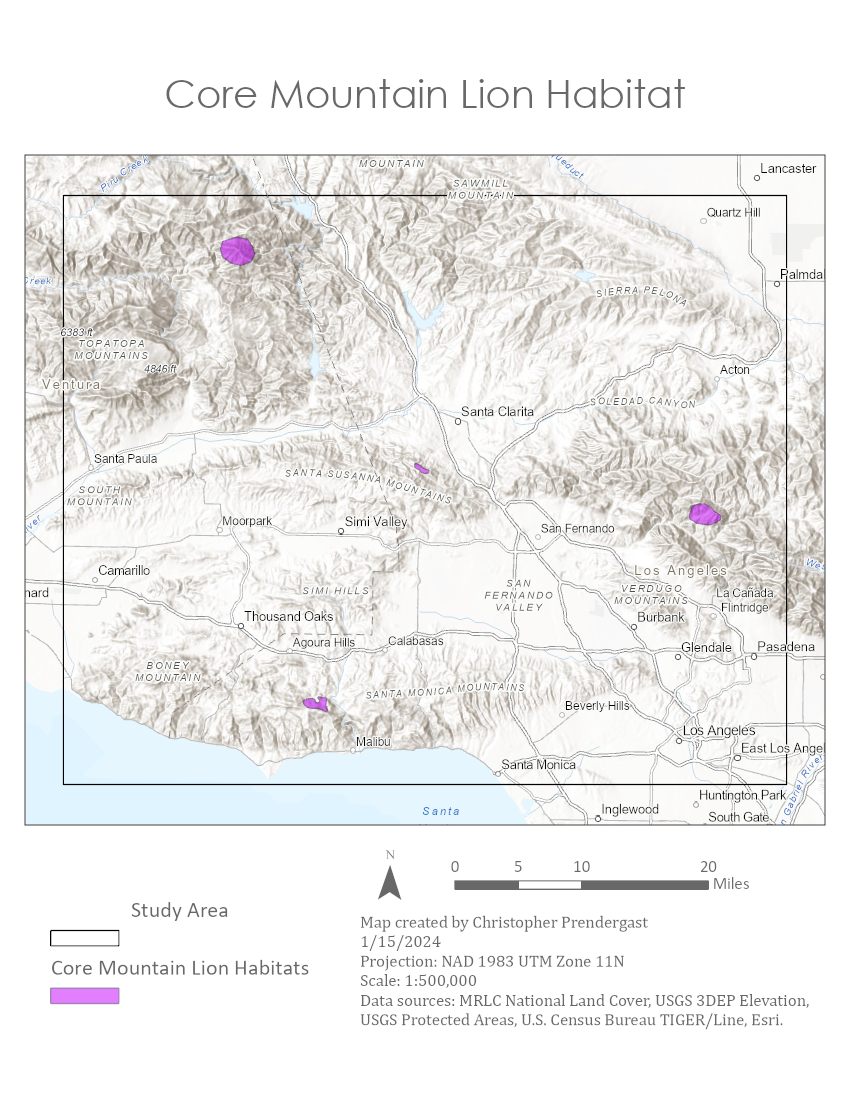 Core Mountain Lion Habitat
Piru Creek
MOUNTAIN
queduct
Lancaster
SAWMILL
MOUNTAIN
Quartz Hill
Creek
Palmda
SIERRA PELONA
6383 ft
TOPATOPA
MOUNTAINS
4846 ft
Ventura
Acton
SOLEDAD CANYON
Santa Clarita
Santa Paula
SANTA SUSANNA MOUNTAINS
SOUTH
MOUNTAIN
Moorpark
Simi Valley
San Fernando
ver
Wes
Camarillo
Los Angeles
nard
SIMI HILLS
SAN
FERNANDO
VALLEY
VERDUGO
MOUNTAINS
La Cañada
Flintridge
Thousand Oaks
Burbank
Agoura Hills
Calabasas
Glendale
Pasadena
BONEY
MOUNTAIN
SANTA MONICA MOUNTAINS
Beverly Hills
Malibu
Los Angeles
East Los Angel
Santa Monica
n Gabriel River
Huntington Park
Santa
Inglewood
South Gate
N
0 5 10 20
Miles
Study Area
Core Mountain Lion Habitats
Map created by Christopher Prendergast
1/15/2024
Projection: NAD 1983 UTM Zone 11N
Scale: 1:500,000
Data sources: MRLC National Land Cover, USGS 3DEP Elevation,
USGS Protected Areas, U.S. Census Bureau TIGER/Line, Esri.